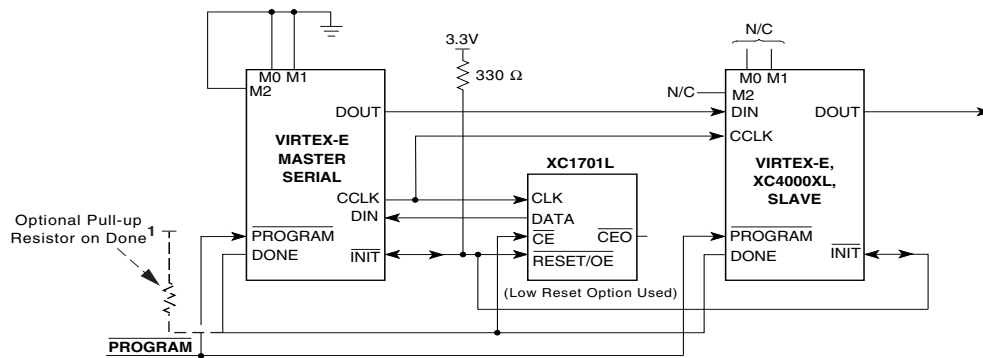 N/C
3.3V
M0 M1
M2
330 Ω
M0 M1
N/C
M2
DOUT
DIN
DOUT
VIRTEX-E
MASTER
SERIAL
CCLK
XC1701L
VIRTEX-E,
XC4000XL,
SLAVE
CCLK
CLK
DIN
DATA
Optional Pull-up
Resistor on Done1
PROGRAM
CE
CEO
PROGRAM
DONE
INIT
RESET/OE
DONE
INIT
(Low Reset Option Used)
PROGRAM